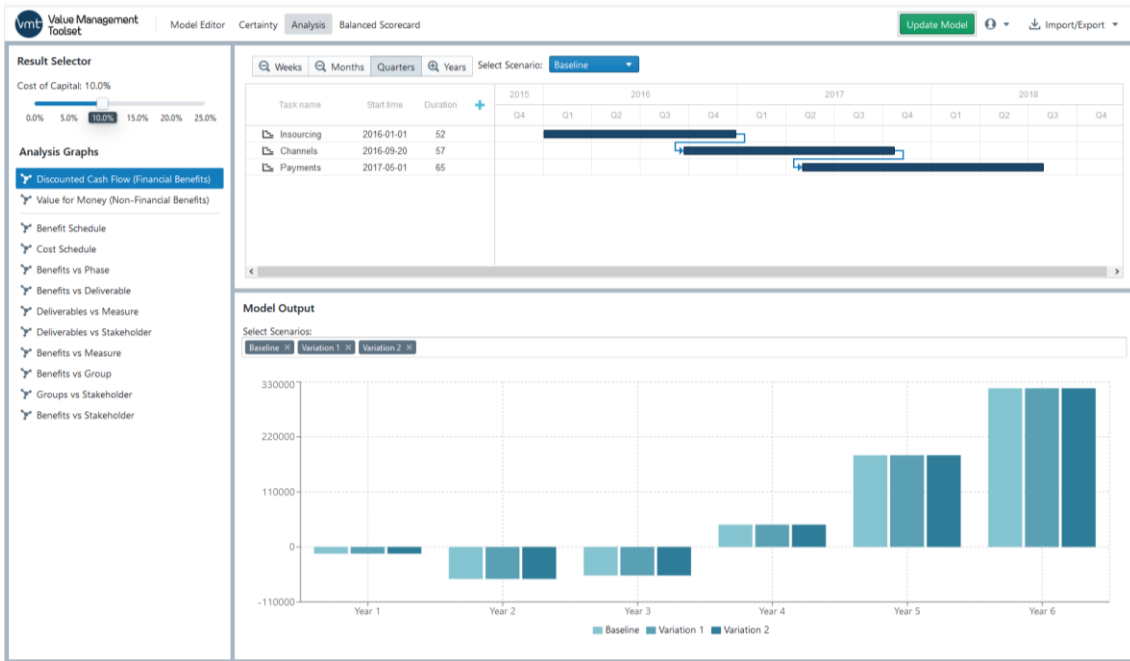 vmt Value Management Toolset
Model Editor Certainty Analysis Balanced Scorecard
Update Model Import/Export
Result Selector
Cost of Capital: 10.0%
0.0% 5.0% 10.0% 15.0% 20.0% 25.0%
Analysis Graphs
Discounted Cash Flow (Financial Benefits)
Value for Money (Non-Financial Benefits)
Benefit Schedule
Cost Schedule
Benefits vs Phase
Benefits vs Deliverable
Deliverables vs Measure
Deliverables vs Stakeholder
Benefits vs Measure
Benefits vs Group
Groups vs Stakeholder
Benefits vs Stakeholder
Weeks Months Quarters Years Select Scenario: Baseline
Task name Start time Duration +
2015 2016 2017 2018
Q4 Q1 Q2 Q3 Q4 Q1 Q2 Q3 Q4 Q1 Q2 Q3 Q4
Insourcing 2016-01-01 52
Channels 2016-09-20 57
Payments 2017-05-01 65
Model Output
Select Scenarios:
Baseline × Variation 1 × Variation 2 ×
330000
220000
110000
0
-110000
Year 1 Year 2 Year 3 Year 4 Year 5 Year 6
Baseline Variation 1 Variation 2